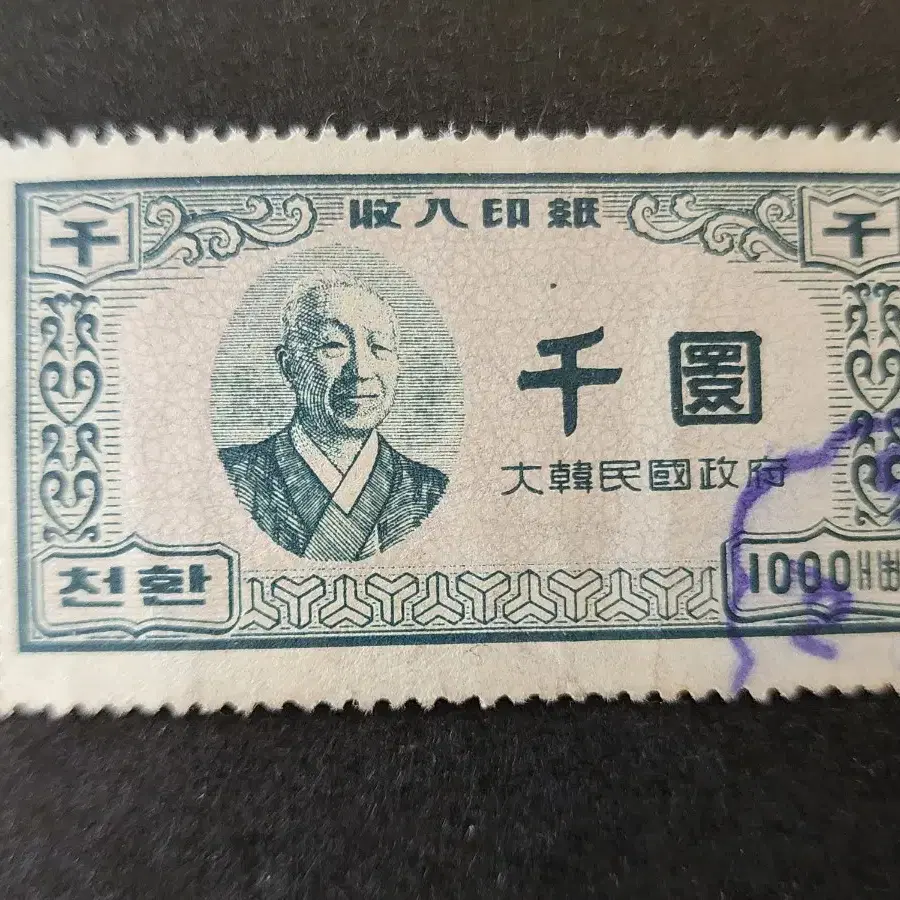 千 收入印紙 千
千圜
大韓民國政府
천환 1000